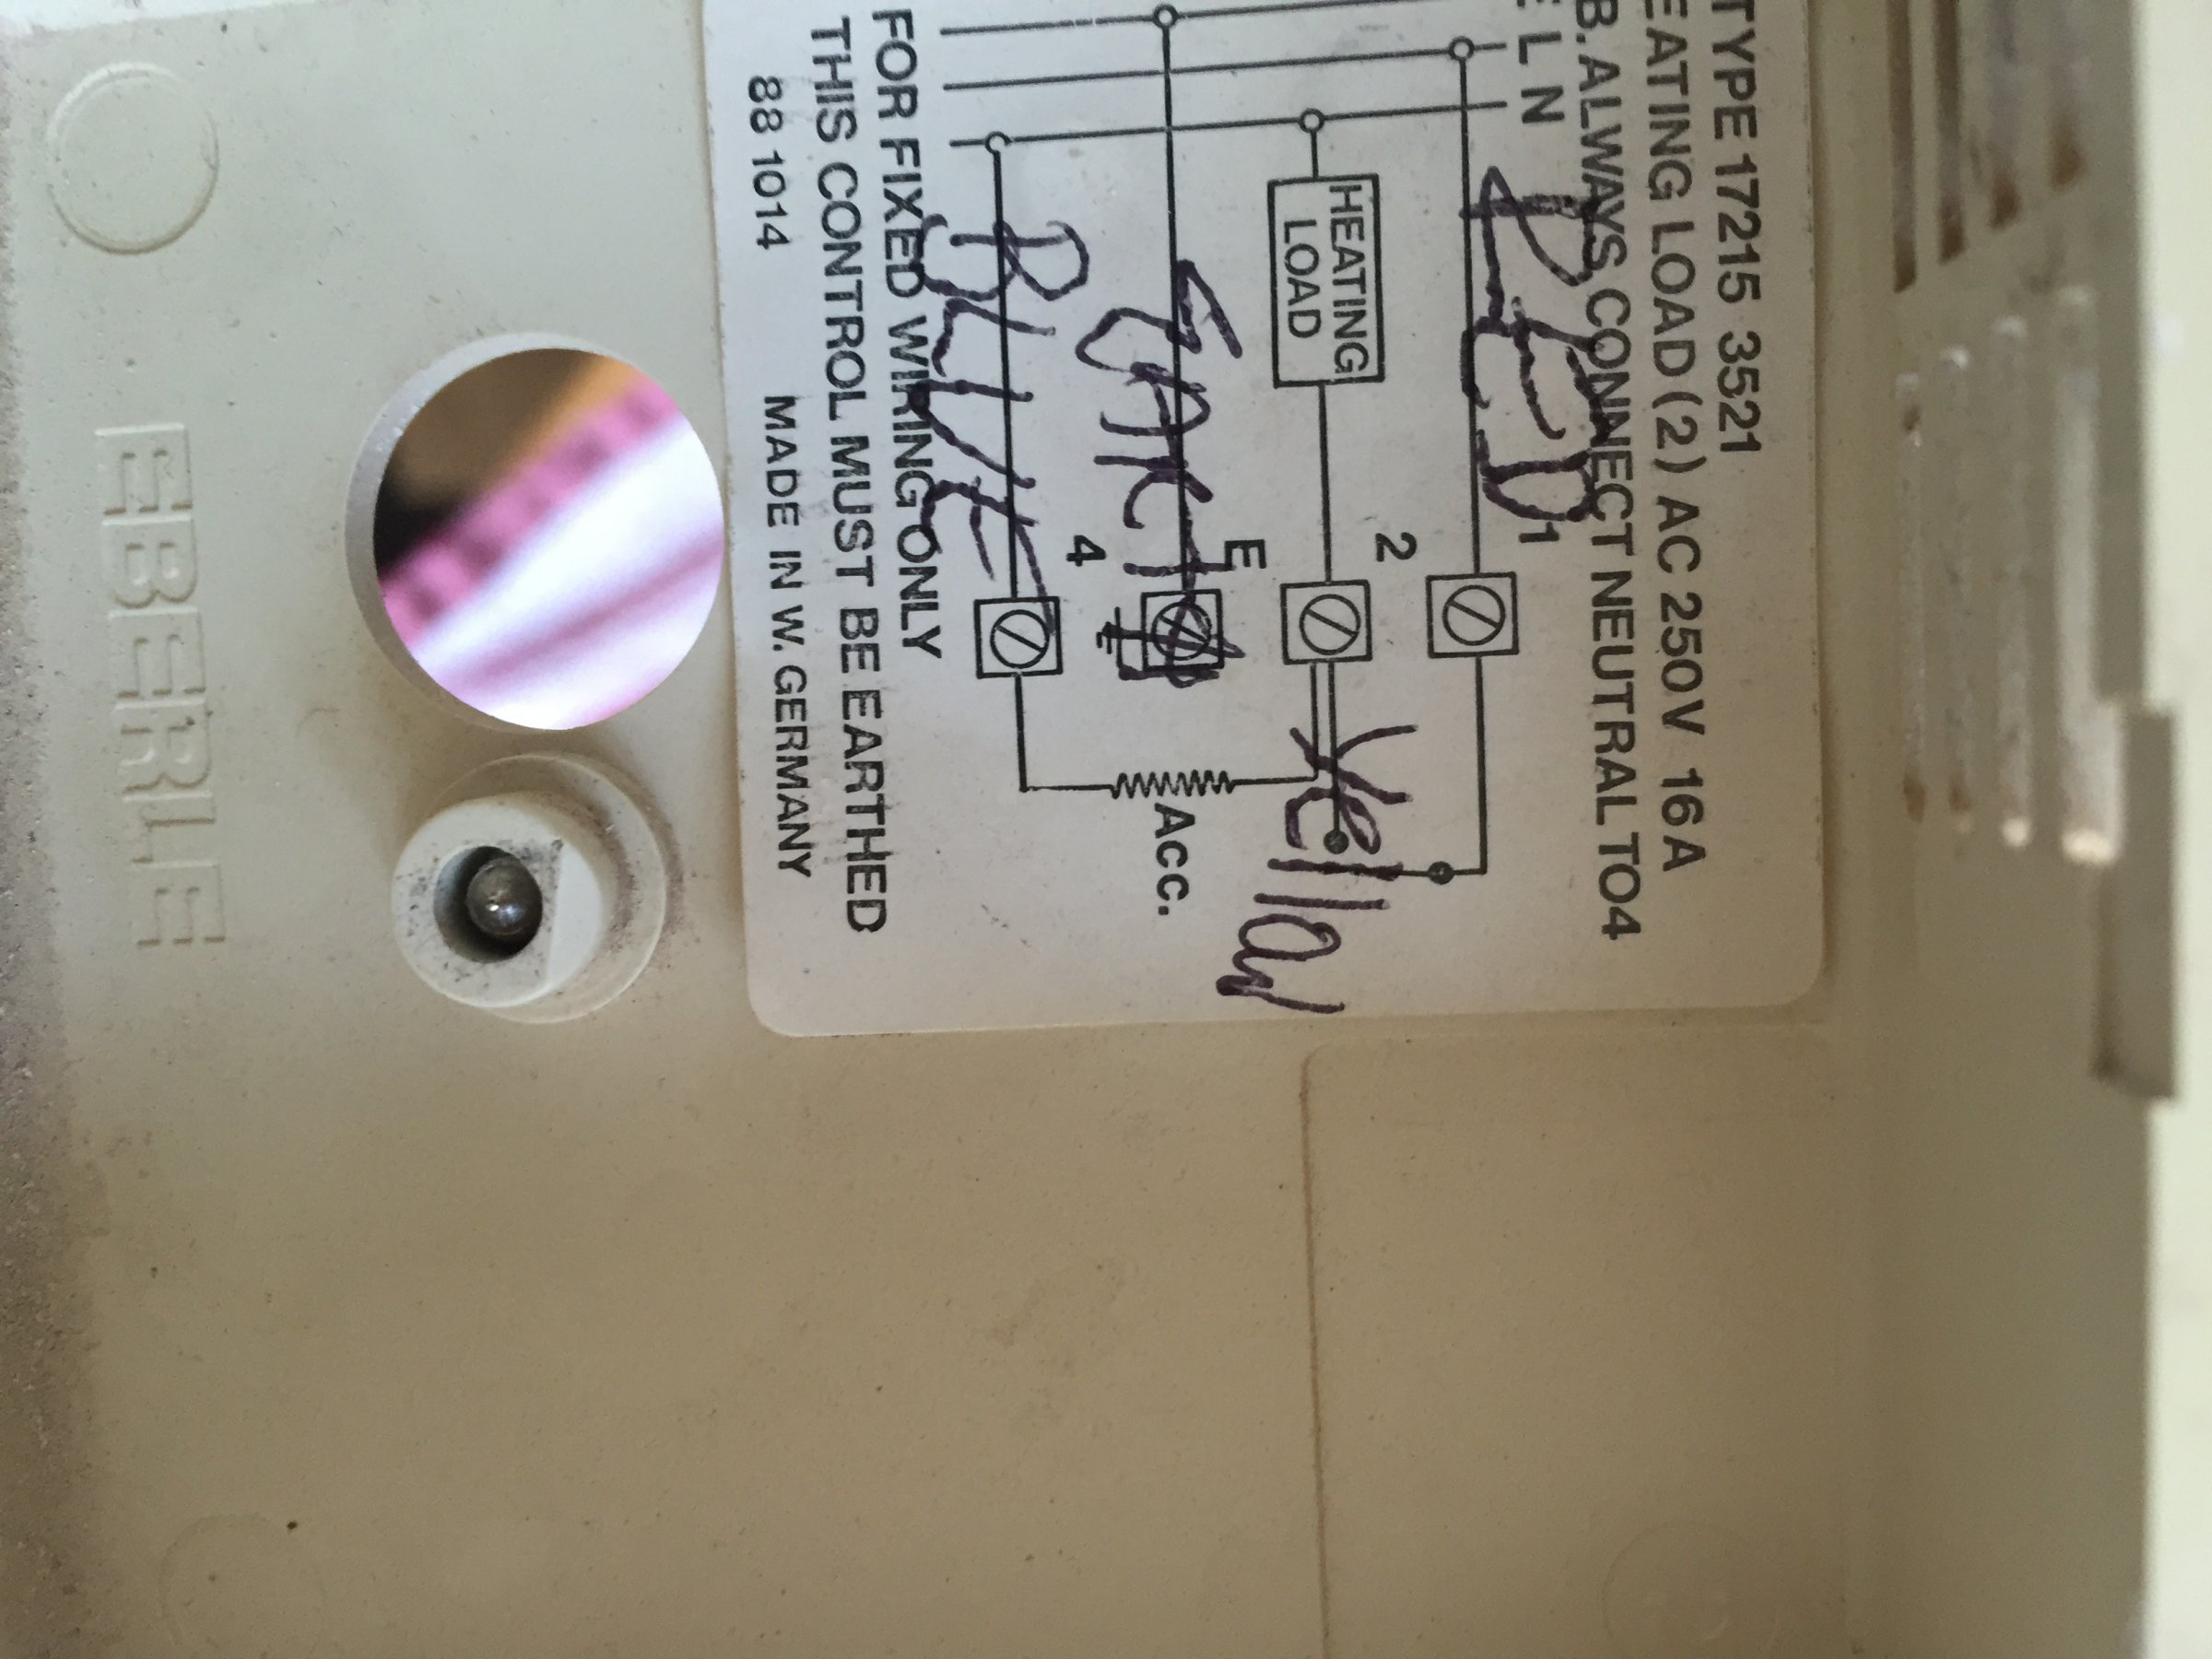 TYPE 17215 3521
EATING LOAD (2) AC 250V 16A
B. ALWAYS CONNECT NEUTRAL TO4
E L N
RED
1
2
HEATING
LOAD
Yellow
E
EARTH
4
BLUE
Acc.
FOR FIXED WIRING ONLY
THIS CONTROL MUST BE EARTHED
88 1014 MADE IN W. GERMANY
EBERLE